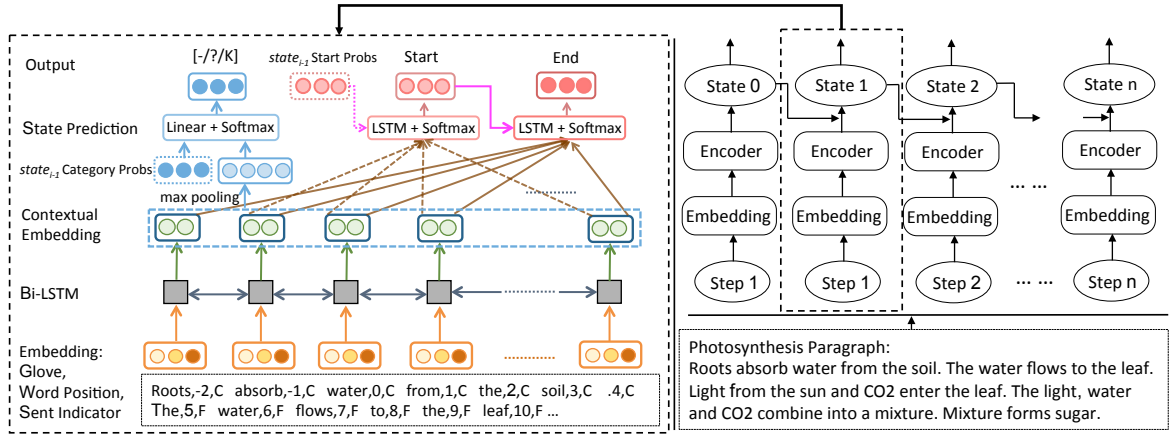 Output
[-/?/K]
state_{i-1} Start Probs
Start
End
State Prediction
Linear + Softmax
LSTM + Softmax
LSTM + Softmax
state_{i-1} Category Probs
max pooling
.............
Contextual
Embedding
Bi-LSTM
.........
Embedding:
Glove,
Word Position,
Sent Indicator
...........
Roots,-2,C absorb,-1,C water,0,C from,1,C the,2,C soil,3,C .4,C
The,5,F water,6,F flows,7,F to,8,F the,9,F leaf,10,F ...
State 0
State 1
State 2
State n
Encoder
Encoder
Encoder
Encoder
... ...
Embedding
Embedding
Embedding
Embedding
Step 1
Step 1
Step 2
... ...
Step n
Photosynthesis Paragraph:
Roots absorb water from the soil. The water flows to the leaf.
Light from the sun and CO2 enter the leaf. The light, water
and CO2 combine into a mixture. Mixture forms sugar.